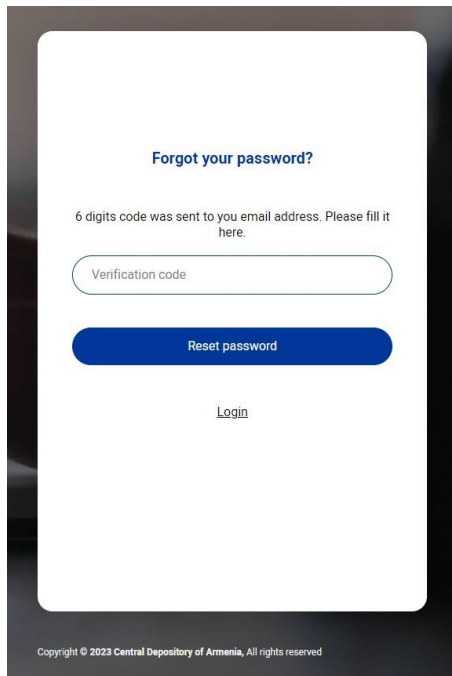 Forgot your password?
6 digits code was sent to you email address. Please fill it
here.
Verification code
Reset password
Login
Copyright © 2023 Central Depository of Armenia, All rights reserved